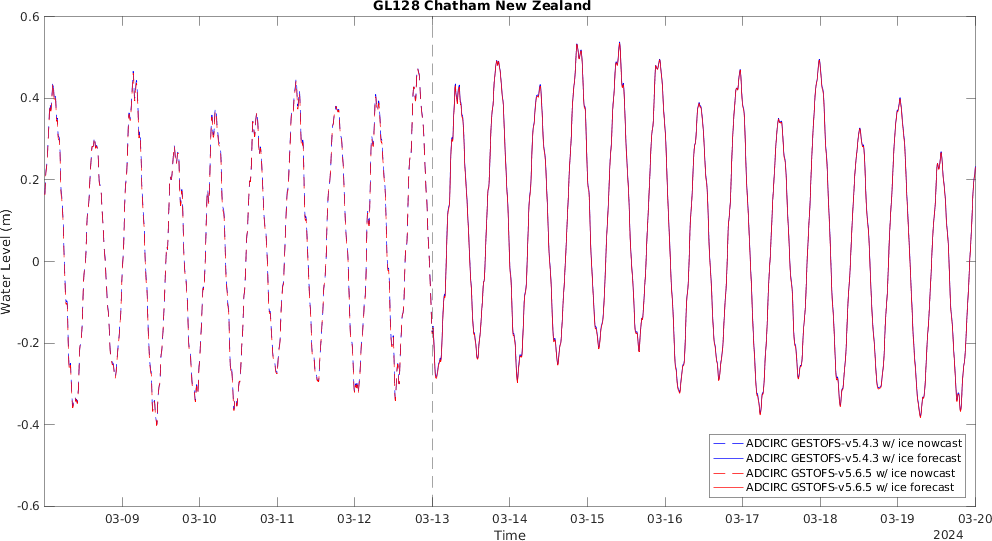 GL128 Chatham New Zealand
0.6
0.4
0.2
0
-0.2
-0.4
-0.6
Water Level (m)
03-09 03-10 03-11 03-12 03-13 03-14 03-15 03-16 03-17 03-18 03-19 03-20
Time
2024
ADCIRC GESTOFS-v5.4.3 w/ ice nowcast
ADCIRC GESTOFS-v5.4.3 w/ ice forecast
ADCIRC GSTOFS-v5.6.5 w/ ice nowcast
ADCIRC GSTOFS-v5.6.5 w/ ice forecast